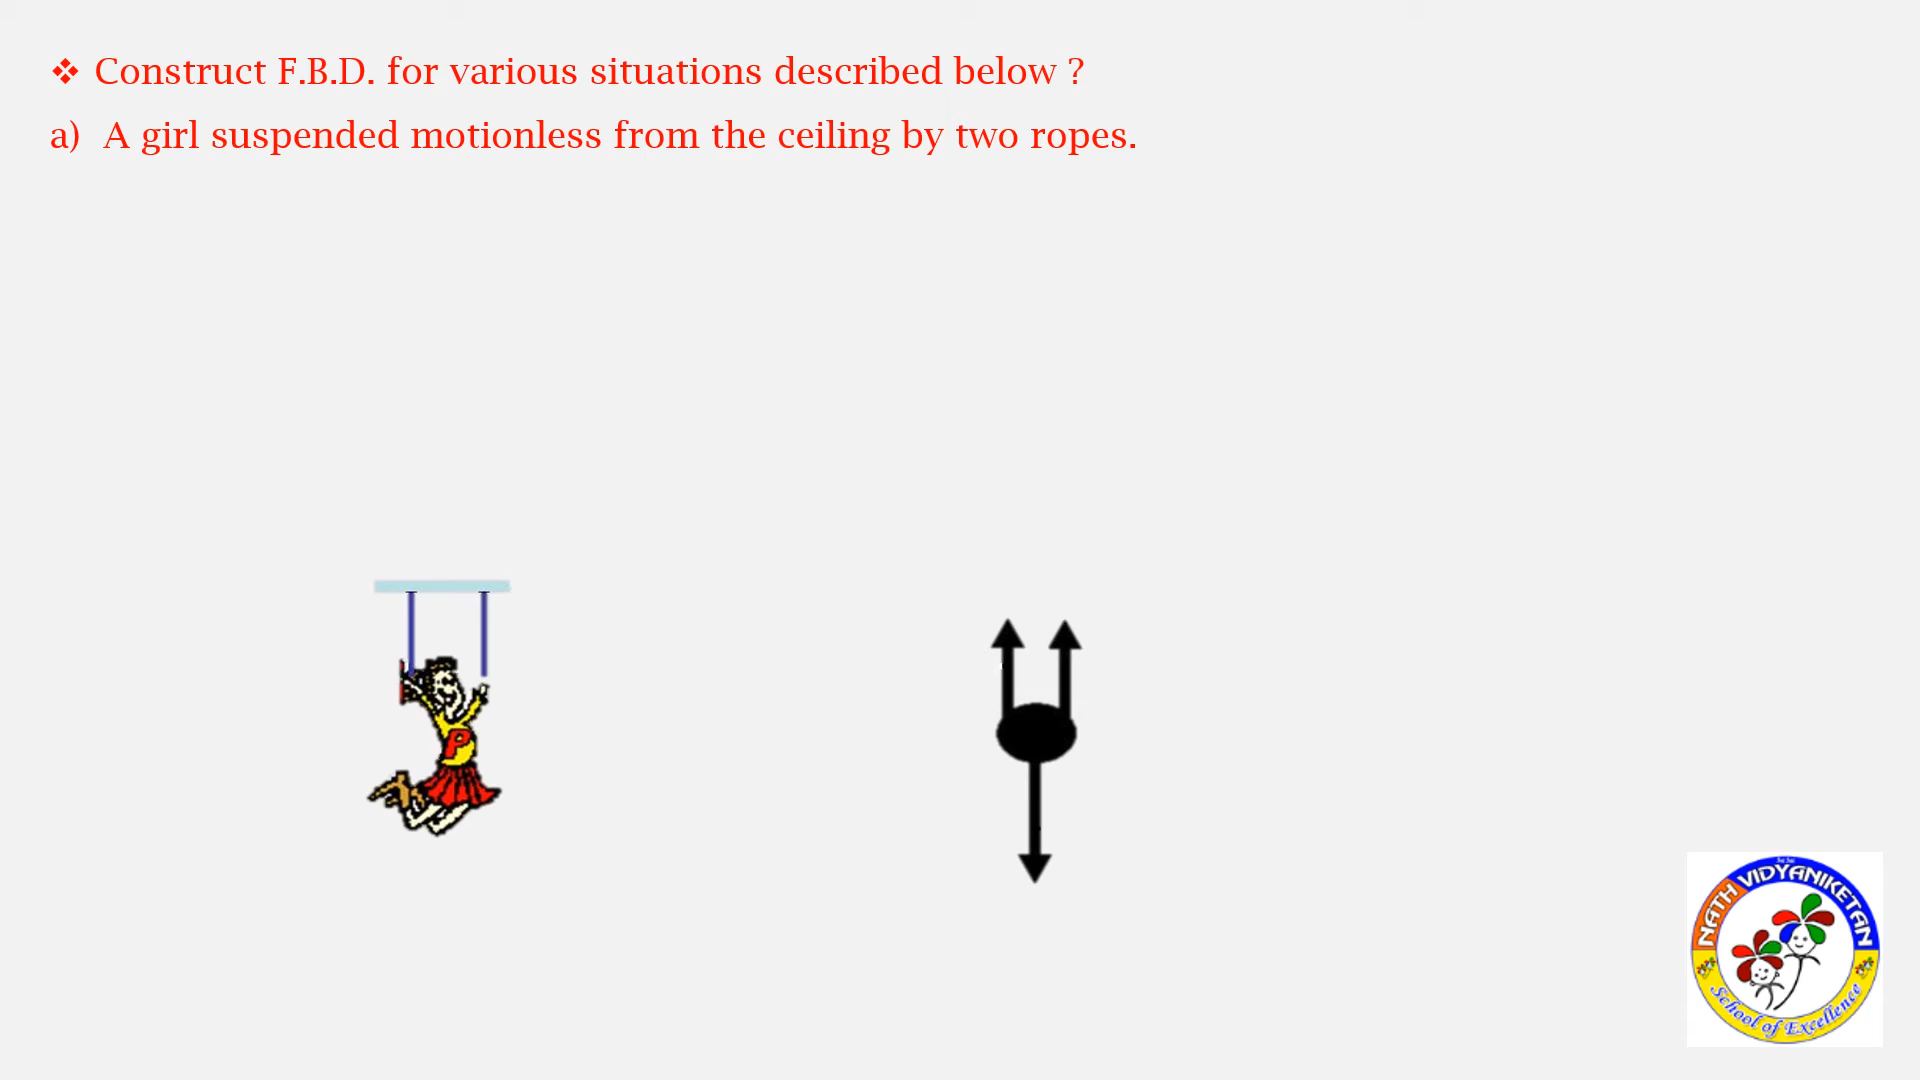 ❖ Construct F.B.D. for various situations described below ?
a) A girl suspended motionless from the ceiling by two ropes.
P
NATH VIDYANIKETAN
School of Excellence